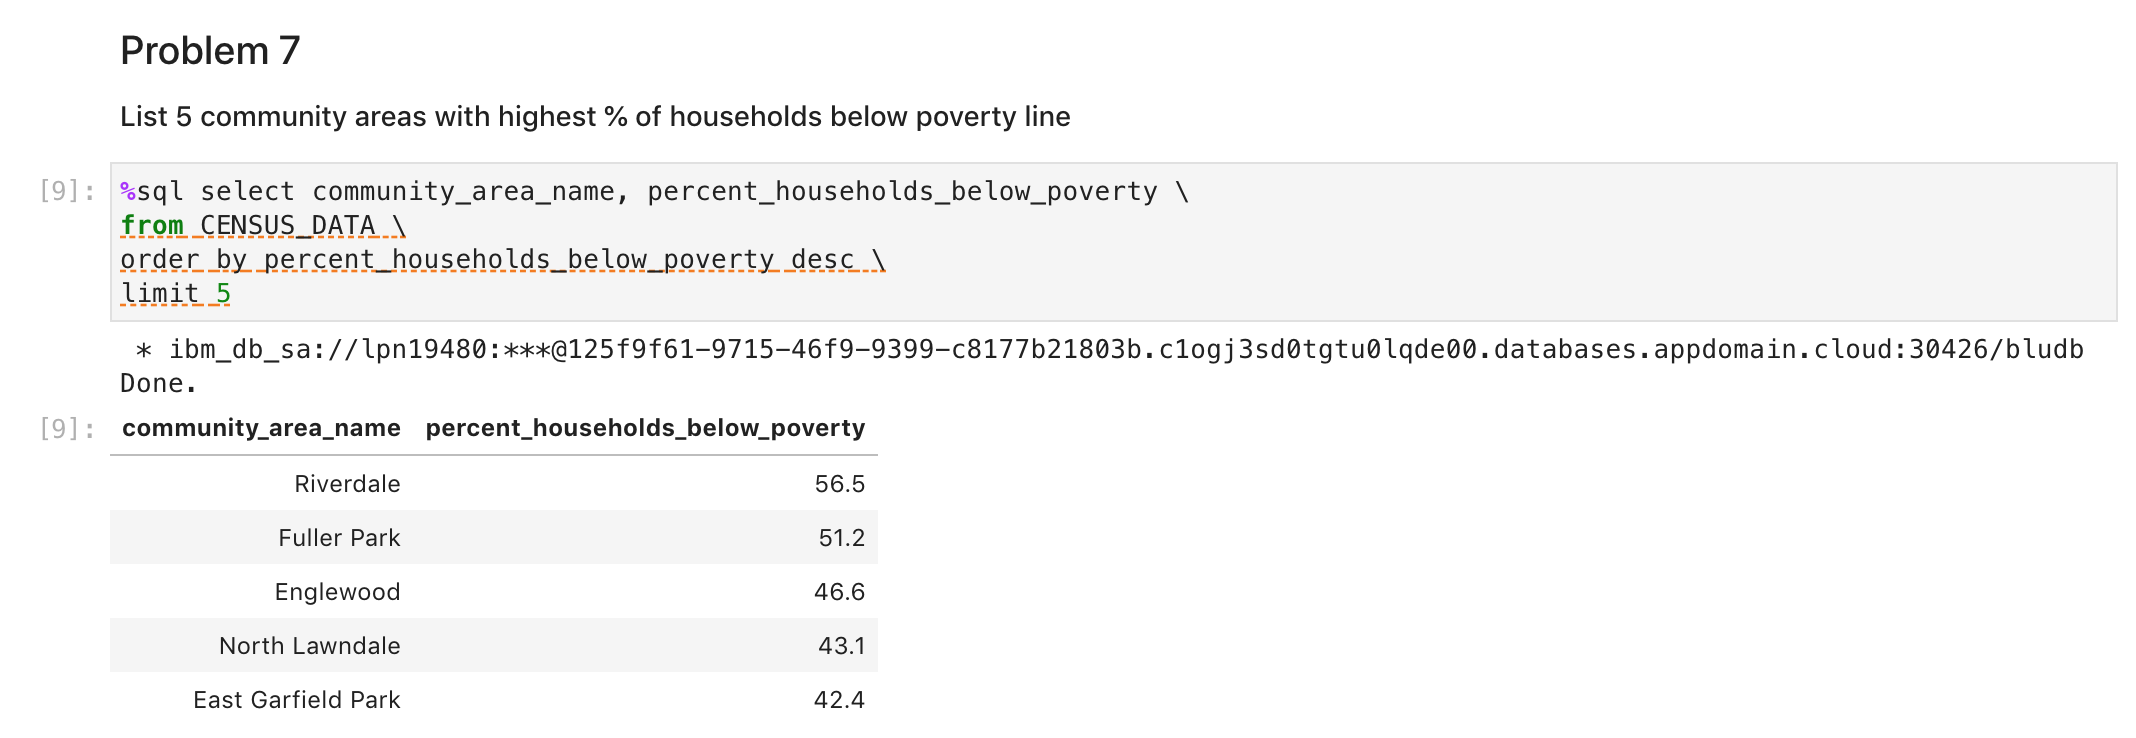 Problem 7
List 5 community areas with highest % of households below poverty line
[9]: %sql select community_area_name, percent_households_below_poverty \
from CENSUS_DATA \
order by percent_households_below_poverty desc \
limit 5
* ibm_db_sa://lpn19480:***@125f9f61-9715-46f9-9399-c8177b21803b.c1ogj3sd0tgtu0lqde00.databases.appdomain.cloud:30426/bludb
Done.
[9]: community_area_name percent_households_below_poverty
Riverdale 56.5
Fuller Park 51.2
Englewood 46.6
North Lawndale 43.1
East Garfield Park 42.4